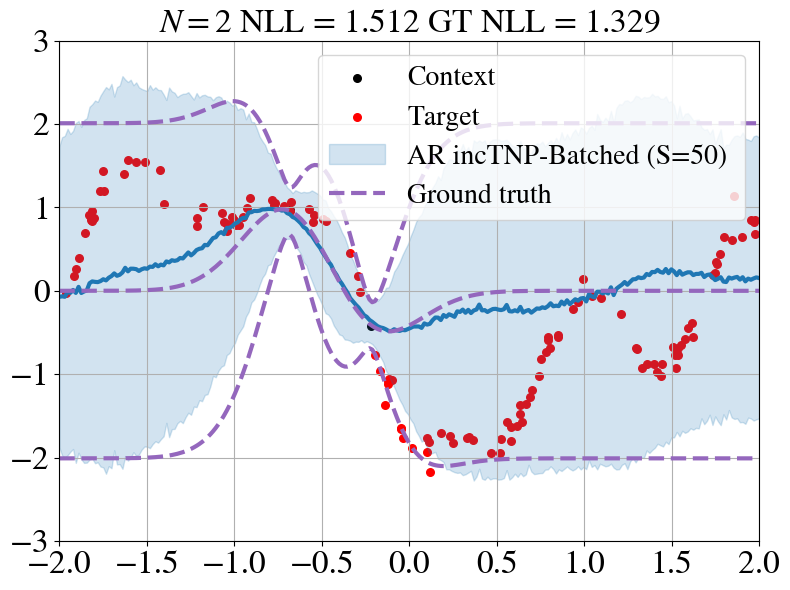 N = 2 NLL = 1.512 GT NLL = 1.329
Context
Target
AR incTNP-Batched (S=50)
Ground truth
3
2
1
0
−1
−2
−3
−2.0 −1.5 −1.0 −0.5 0.0 0.5 1.0 1.5 2.0